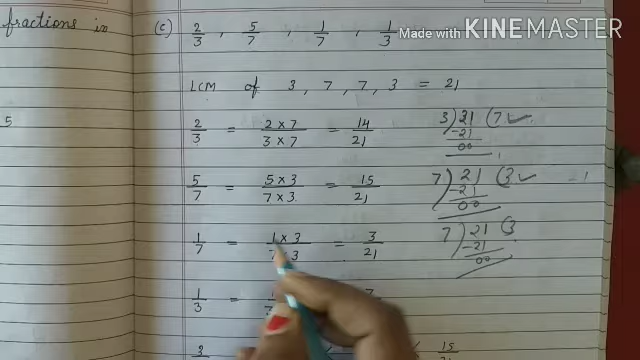 fractions in (c) 2/3 , 5/7 , 1/7 , 1/3
Made with KINEMASTER
LCM of 3 , 7 , 7 , 3 = 21
5
2/3 = 2 × 7 / 3 × 7 = 14/21 3 ) 21 ( 7 ✓ -21 00
5/7 = 5 × 3 / 7 × 3 = 15/21 7 ) 21 ( 3 ✓ -21 00
1/7 = 1 × 3 / 7 3 = 3/21 7 ) 21 ( 3 -21 00
1/3 = 7
15